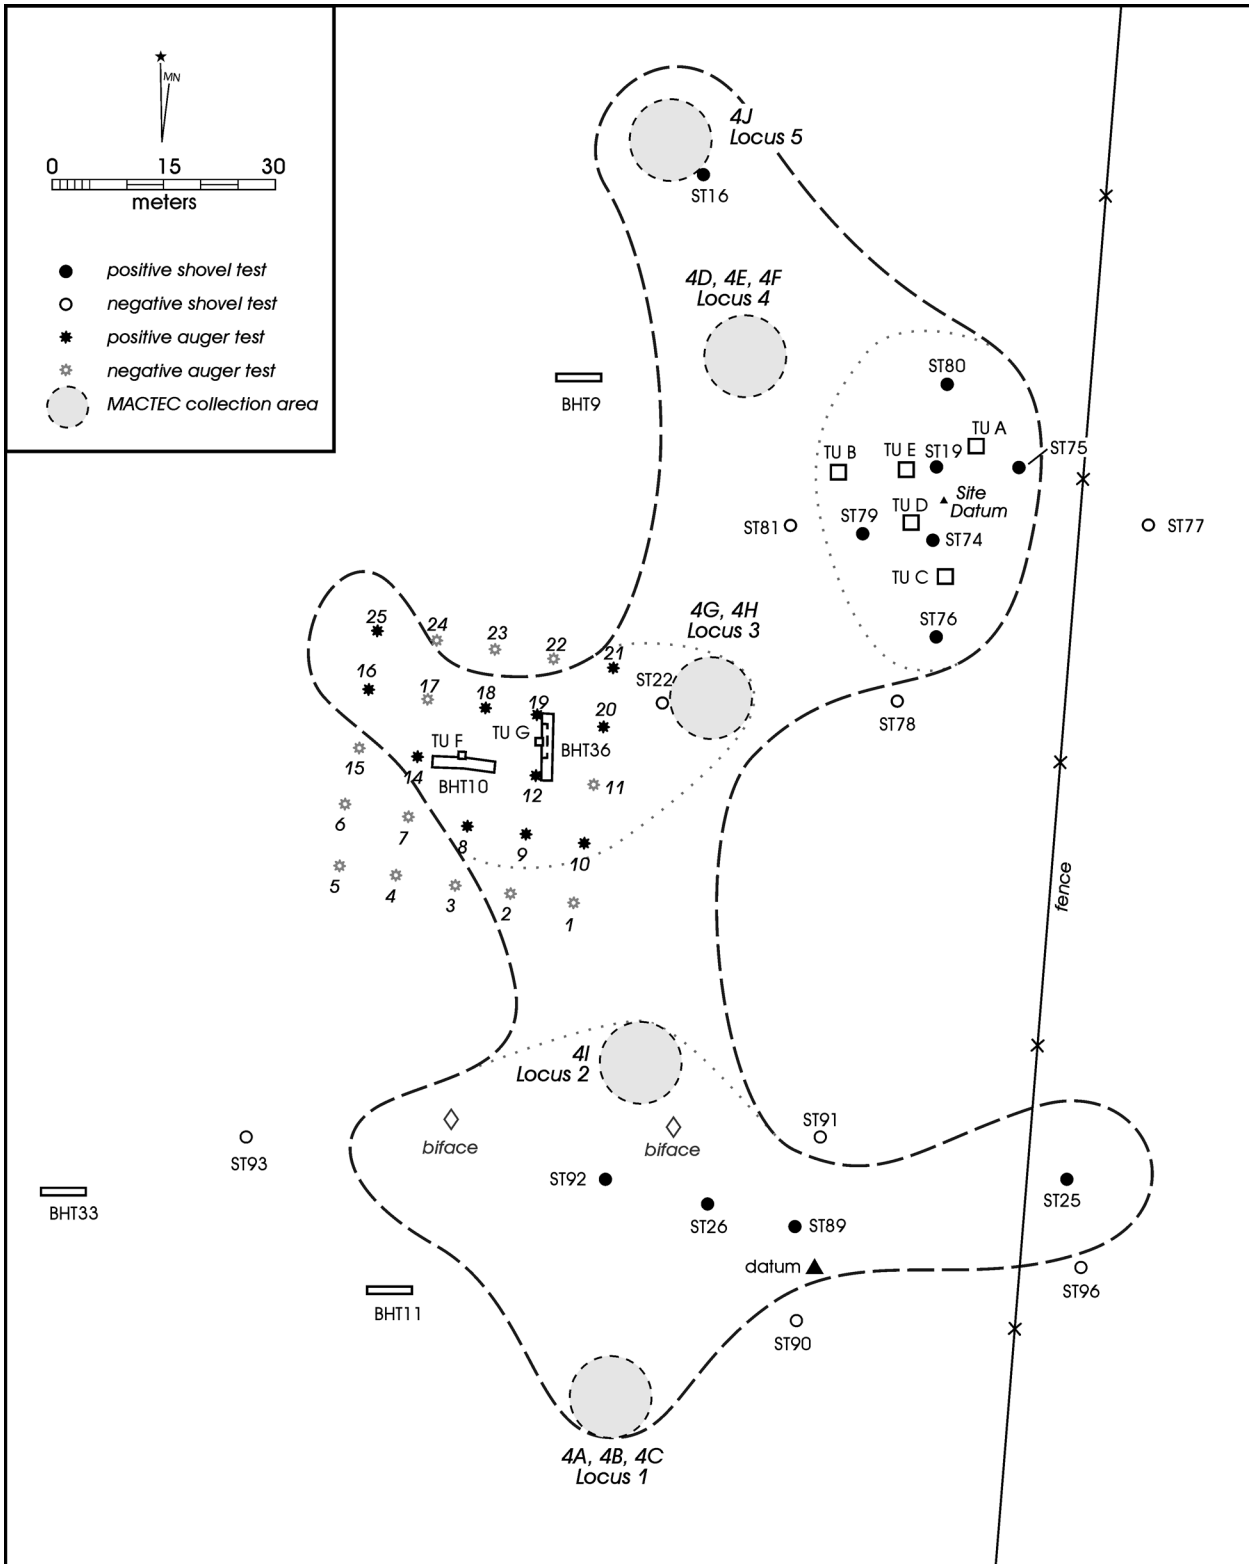 MN
0 15 30
meters
positive shovel test
negative shovel test
positive auger test
negative auger test
MACTEC collection area
4J
Locus 5
ST16
4D, 4E, 4F
Locus 4
BHT9
ST80
TU A
TU B
TU E
ST19
ST75
Site
Datum
TU D
ST81
ST79
ST74
ST77
TU C
4G, 4H
Locus 3
ST76
25
24
23
22
21
16
17
18
19
20
ST22
ST78
TU F
TU G
BHT36
15
14
BHT10
12
11
6
7
8
9
10
5
4
3
2
1
fence
4I
Locus 2
biface
biface
ST91
ST93
BHT33
ST92
ST26
ST89
ST25
datum
ST96
BHT11
ST90
4A, 4B, 4C
Locus 1